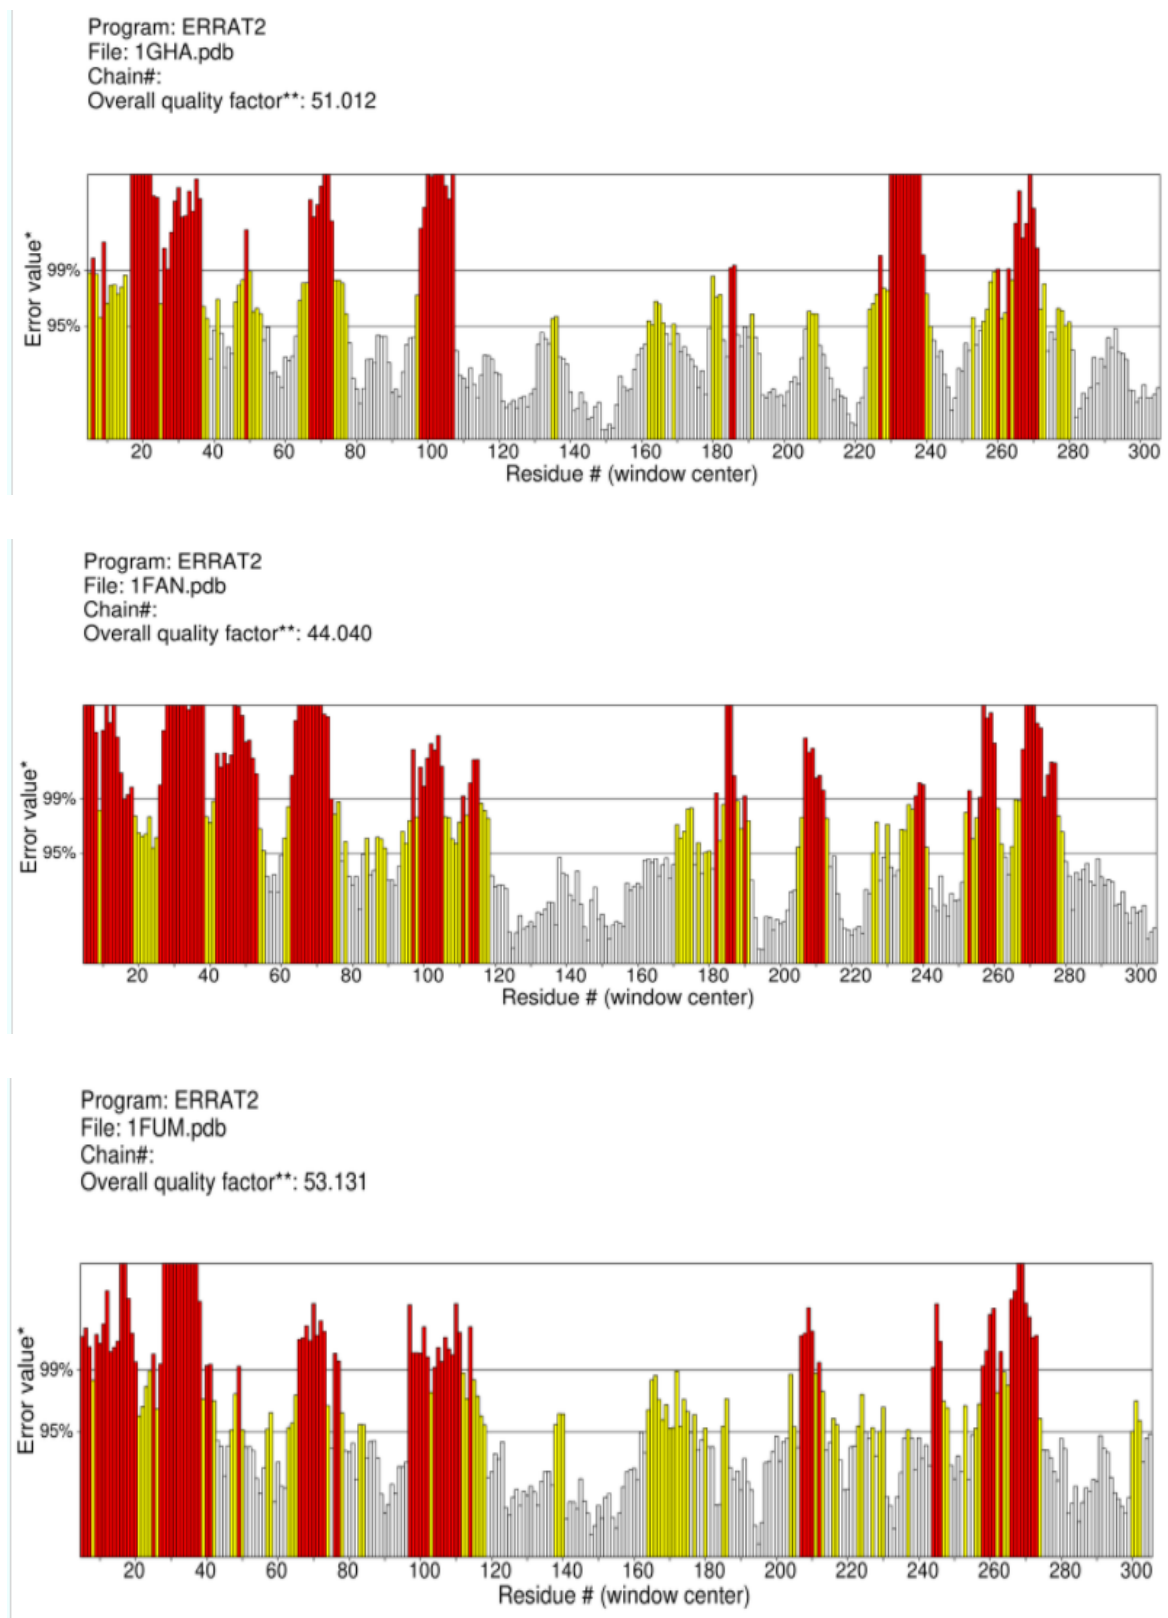 Program: ERRAT2
File: 1GHA.pdb
Chain#:
Overall quality factor**: 51.012
Error value*
99%
95%
20 40 60 80 100 120 140 160 180 200 220 240 260 280 300
Residue # (window center)
Program: ERRAT2
File: 1FAN.pdb
Chain#:
Overall quality factor**: 44.040
Error value*
99%
95%
20 40 60 80 100 120 140 160 180 200 220 240 260 280 300
Residue # (window center)
Program: ERRAT2
File: 1FUM.pdb
Chain#:
Overall quality factor**: 53.131
Error value*
99%
95%
20 40 60 80 100 120 140 160 180 200 220 240 260 280 300
Residue # (window center)